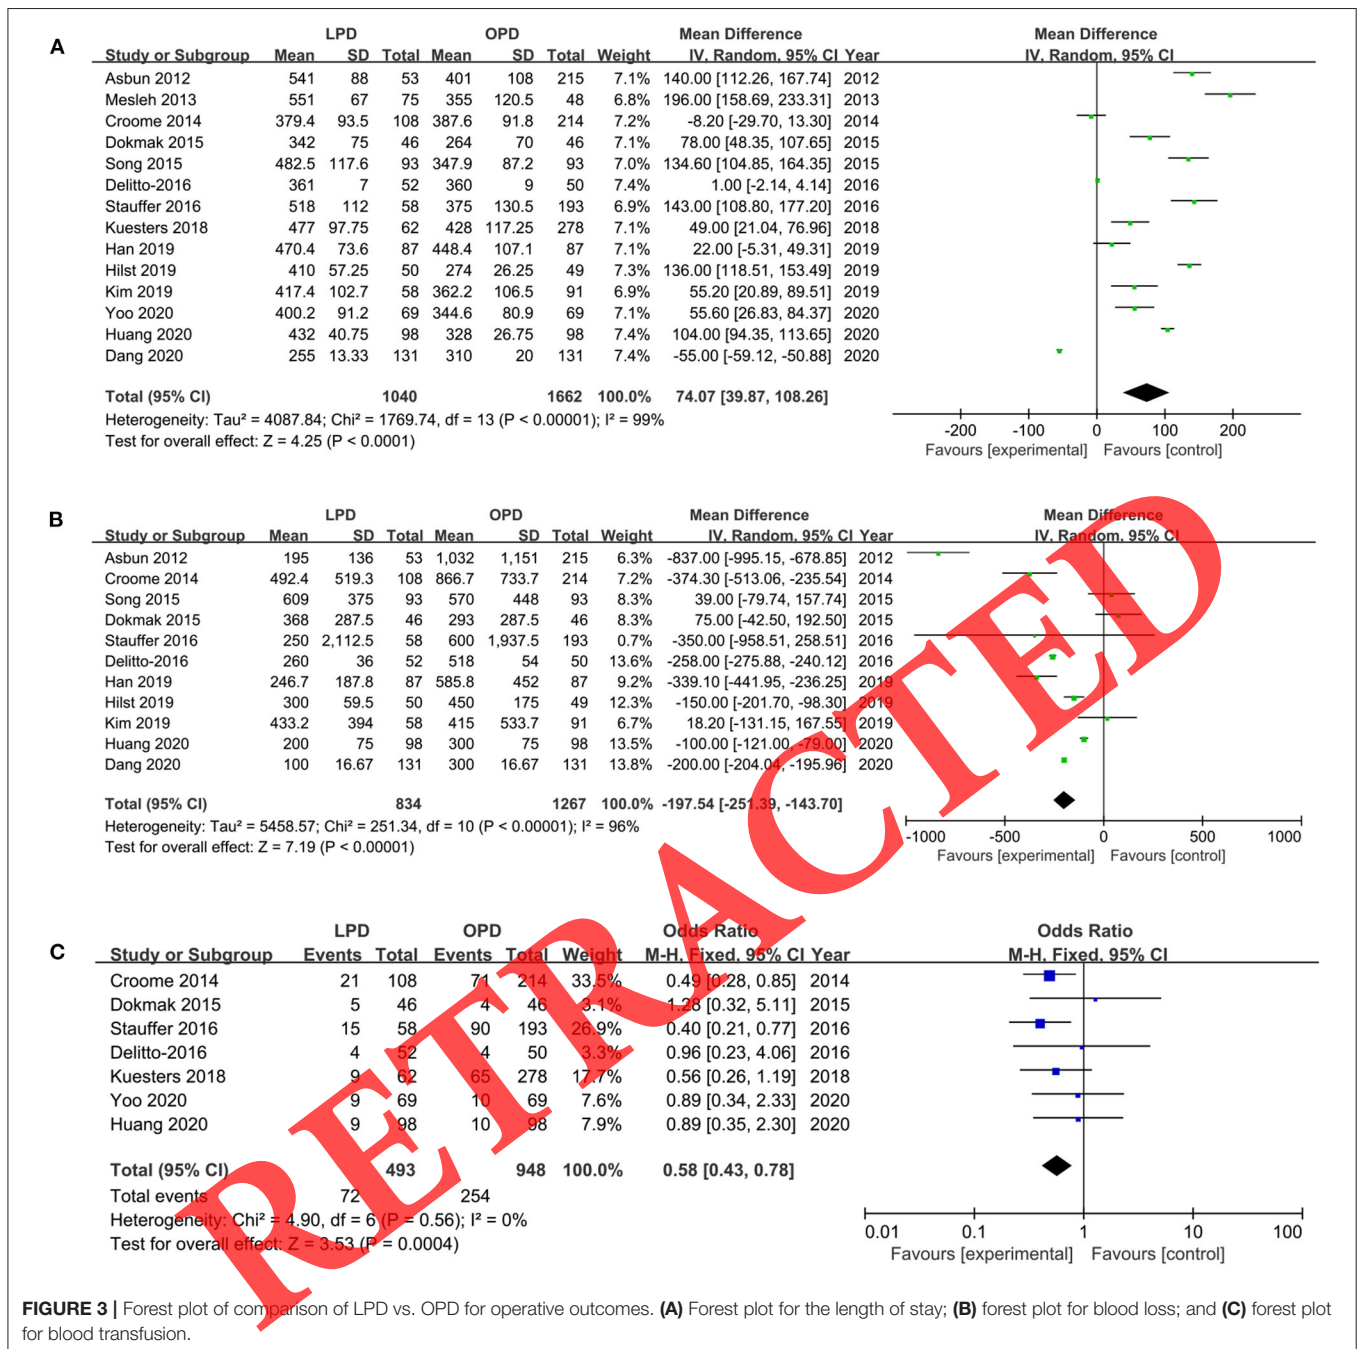 A
LPD OPD Mean Difference Mean Difference
Study or Subgroup Mean SD Total Mean SD Total Weight IV, Random, 95% CI Year IV, Random, 95% CI
Asbun 2012 541 88 53 401 108 215 7.1% 140.00 [112.26, 167.74] 2012
Mesleh 2013 551 67 75 355 120.5 48 6.8% 196.00 [158.69, 233.31] 2013
Croome 2014 379.4 93.5 108 387.6 91.8 214 7.2% -8.20 [-29.70, 13.30] 2014
Dokmak 2015 342 75 46 264 70 46 7.1% 78.00 [48.35, 107.65] 2015
Song 2015 482.5 117.6 93 347.9 87.2 93 7.0% 134.60 [104.85, 164.35] 2015
Delitto-2016 361 7 52 360 9 50 7.4% 1.00 [-2.14, 4.14] 2016
Stauffer 2016 518 112 58 375 130.5 193 6.9% 143.00 [108.80, 177.20] 2016
Kuesters 2018 477 97.75 62 428 117.25 278 7.1% 49.00 [21.04, 76.96] 2018
Han 2019 470.4 73.6 87 448.4 107.1 87 7.1% 22.00 [-5.31, 49.31] 2019
Hilst 2019 410 57.25 50 274 26.25 49 7.3% 136.00 [118.51, 153.49] 2019
Kim 2019 417.4 102.7 58 362.2 106.5 91 6.9% 55.20 [20.89, 89.51] 2019
Yoo 2020 400.2 91.2 69 344.6 80.9 69 7.1% 55.60 [26.83, 84.37] 2020
Huang 2020 432 40.75 98 328 26.75 98 7.4% 104.00 [94.35, 113.65] 2020
Dang 2020 255 13.33 131 310 20 131 7.4% -55.00 [-59.12, -50.88] 2020
Total (95% CI) 1040 1662 100.0% 74.07 [39.87, 108.26]
Heterogeneity: Tau² = 4087.84; Chi² = 1769.74, df = 13 (P < 0.00001); I² = 99%
Test for overall effect: Z = 4.25 (P < 0.0001)
-200 -100 0 100 200
Favours [experimental] Favours [control]
B
LPD OPD Mean Difference Mean Difference
Study or Subgroup Mean SD Total Mean SD Total Weight IV, Random, 95% CI Year IV, Random, 95% CI
Asbun 2012 195 136 53 1,032 1,151 215 6.3% -837.00 [-995.15, -678.85] 2012
Croome 2014 492.4 519.3 108 866.7 733.7 214 7.2% -374.30 [-513.06, -235.54] 2014
Song 2015 609 375 93 570 448 93 8.3% 39.00 [-79.74, 157.74] 2015
Dokmak 2015 368 287.5 46 293 287.5 46 8.3% 75.00 [-42.50, 192.50] 2015
Stauffer 2016 250 2,112.5 58 600 1,937.5 193 0.7% -350.00 [-958.51, 258.51] 2016
Delitto-2016 260 36 52 518 54 50 13.6% -258.00 [-275.88, -240.12] 2016
Han 2019 246.7 187.8 87 585.8 452 87 9.2% -339.10 [-441.95, -236.25] 2019
Hilst 2019 300 59.5 50 450 175 49 12.3% -150.00 [-201.70, -98.30] 2019
Kim 2019 433.2 394 58 415 533.7 91 6.7% 18.20 [-131.15, 167.55] 2019
Huang 2020 200 75 98 300 75 98 13.5% -100.00 [-121.00, -79.00] 2020
Dang 2020 100 16.67 131 300 16.67 131 13.8% -200.00 [-204.04, -195.96] 2020
Total (95% CI) 834 1267 100.0% -197.54 [-251.39, -143.70]
Heterogeneity: Tau² = 5458.57; Chi² = 251.34, df = 10 (P < 0.00001); I² = 96%
Test for overall effect: Z = 7.19 (P < 0.00001)
-1000 -500 0 500 1000
Favours [experimental] Favours [control]
C
LPD OPD Odds Ratio Odds Ratio
Study or Subgroup Events Total Events Total Weight M-H, Fixed, 95% CI Year M-H, Fixed, 95% CI
Croome 2014 21 108 71 214 33.5% 0.49 [0.28, 0.85] 2014
Dokmak 2015 5 46 4 46 3.1% 1.28 [0.32, 5.11] 2015
Stauffer 2016 15 58 90 193 26.9% 0.40 [0.21, 0.77] 2016
Delitto-2016 4 52 4 50 3.3% 0.96 [0.23, 4.06] 2016
Kuesters 2018 9 62 65 278 17.7% 0.56 [0.26, 1.19] 2018
Yoo 2020 9 69 10 69 7.6% 0.89 [0.34, 2.33] 2020
Huang 2020 9 98 10 98 7.9% 0.89 [0.35, 2.30] 2020
Total (95% CI) 493 948 100.0% 0.58 [0.43, 0.78]
Total events 72 254
Heterogeneity: Chi² = 4.90, df = 6 (P = 0.56); I² = 0%
Test for overall effect: Z = 3.53 (P = 0.0004)
0.01 0.1 1 10 100
Favours [experimental] Favours [control]
RETRACTED
FIGURE 3 | Forest plot of comparison of LPD vs. OPD for operative outcomes. (A) Forest plot for the length of stay; (B) forest plot for blood loss; and (C) forest plot
for blood transfusion.